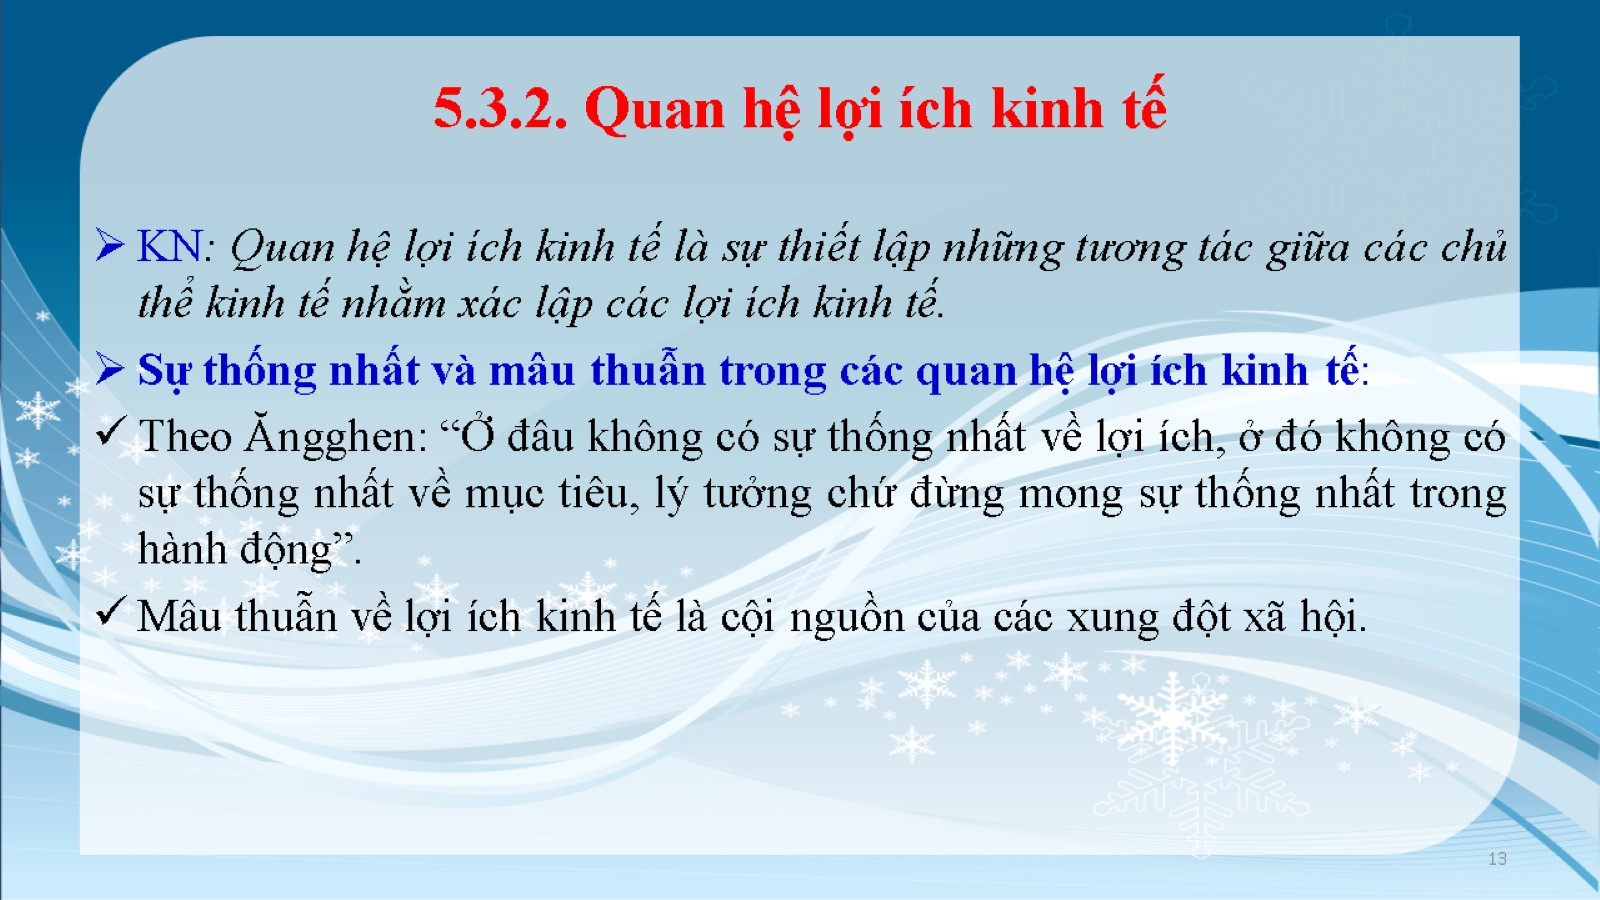 5.3.2. Quan hệ lợi ích kinh tế
KN: Quan hệ lợi ích kinh tế là sự thiết lập những tương tác giữa các chủ
thể kinh tế nhằm xác lập các lợi ích kinh tế.
Sự thống nhất và mâu thuẫn trong các quan hệ lợi ích kinh tế:
Theo Ăngghen: “Ở đâu không có sự thống nhất về lợi ích, ở đó không có
sự thống nhất về mục tiêu, lý tưởng chứ đừng mong sự thống nhất trong
hành động”.
Mâu thuẫn về lợi ích kinh tế là cội nguồn của các xung đột xã hội.
13